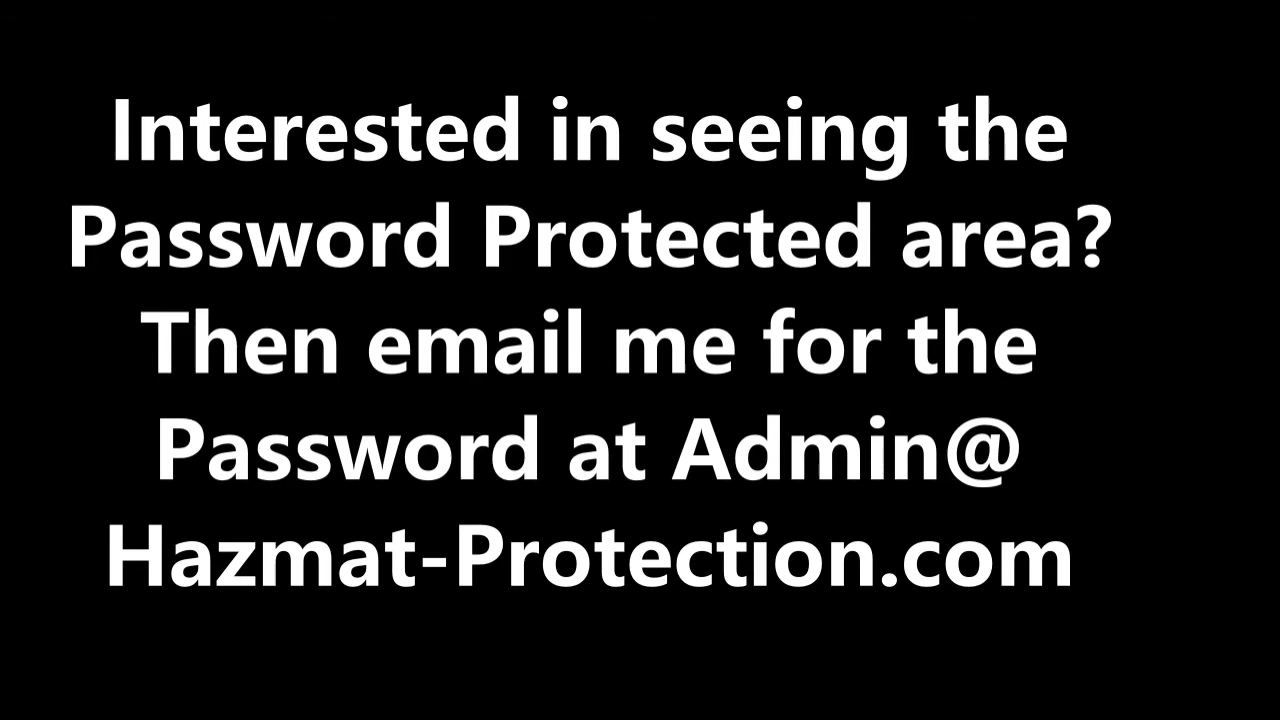 Interested in seeing the
Password Protected area?
Then email me for the
Password at Admin@
Hazmat-Protection.com